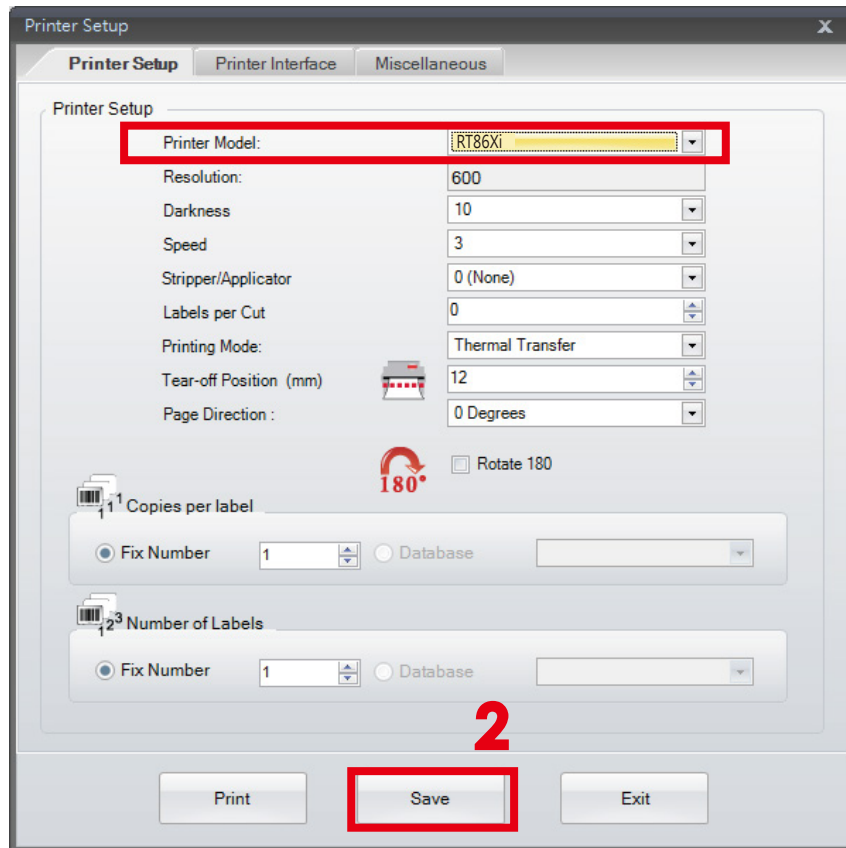 Printer Setup X
Printer Setup Printer Interface Miscellaneous
Printer Setup
Printer Model: RT86Xi
Resolution: 600
Darkness 10
Speed 3
Stripper/Applicator 0 (None)
Labels per Cut 0
Printing Mode: Thermal Transfer
Tear-off Position (mm) 12
Page Direction : 0 Degrees
180° Rotate 180
1 1 1 Copies per label
Fix Number 1 Database
1 2 3 Number of Labels
Fix Number 1 Database
2
Print Save Exit